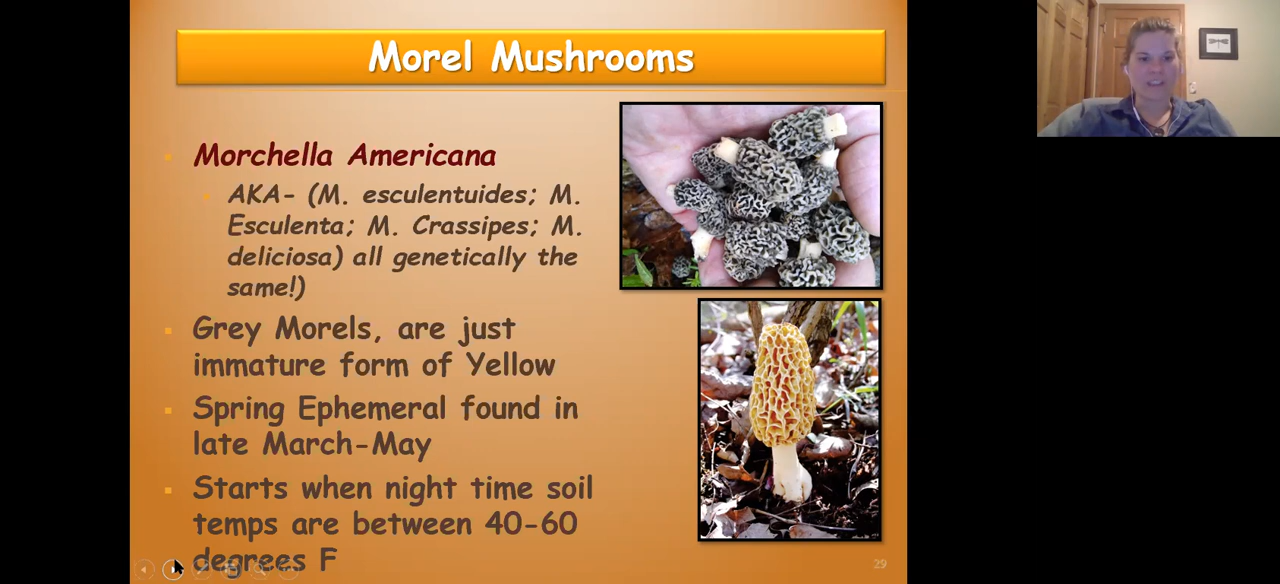 Morel Mushrooms
Morchella Americana
AKA- (M. esculentuides; M.
Esculenta; M. Crassipes; M.
deliciosa) all genetically the
same!)
Grey Morels, are just
immature form of Yellow
Spring Ephemeral found in
late March-May
Starts when night time soil
temps are between 40-60
degrees F
29